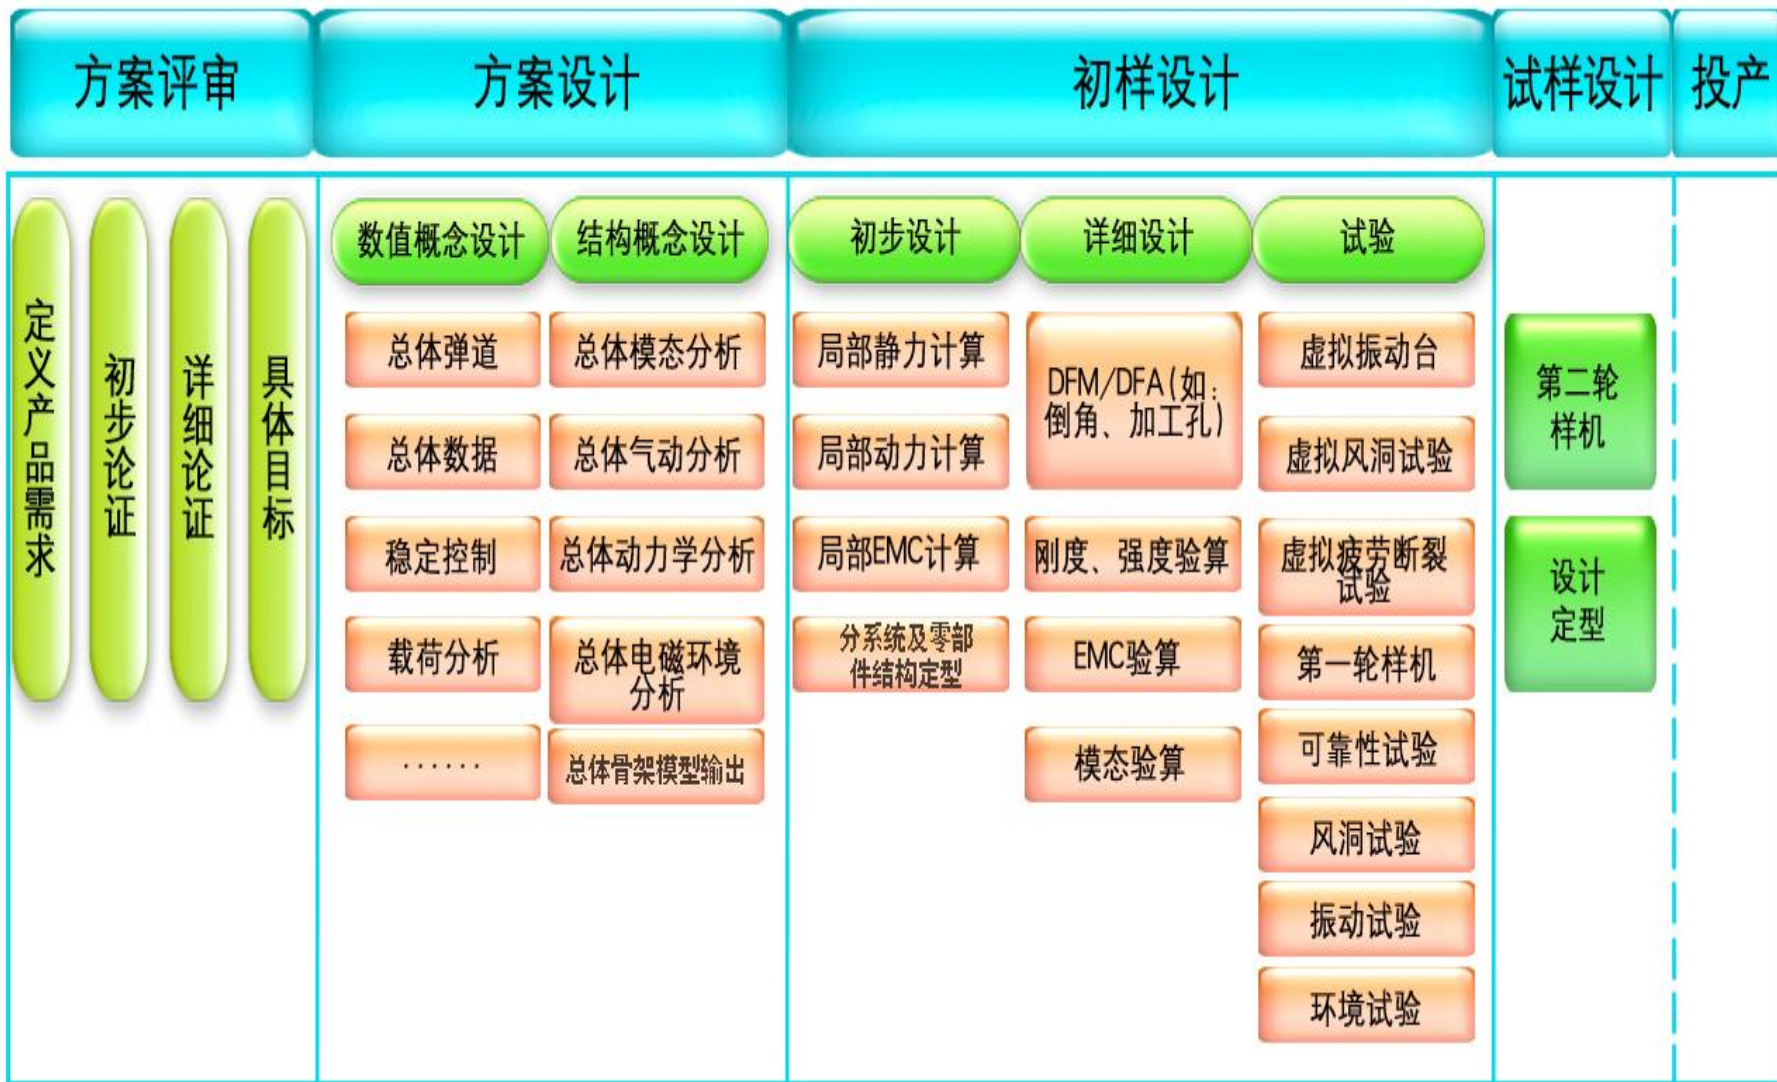 方案评审
方案设计
初样设计
试样设计
投产
定义产品需求
初步论证
详细论证
具体目标
数值概念设计
总体弹道
总体数据
稳定控制
载荷分析
······
结构概念设计
总体模态分析
总体气动分析
总体动力学分析
总体电磁环境
分析
总体骨架模型输出
初步设计
局部静力计算
局部动力计算
局部EMC计算
分系统及零部
件结构定型
详细设计
DFM/DFA(如:
倒角、加工孔)
刚度、强度验算
EMC验算
模态验算
试验
虚拟振动台
虚拟风洞试验
虚拟疲劳断裂
试验
第一轮样机
可靠性试验
风洞试验
振动试验
环境试验
第二轮
样机
设计
定型